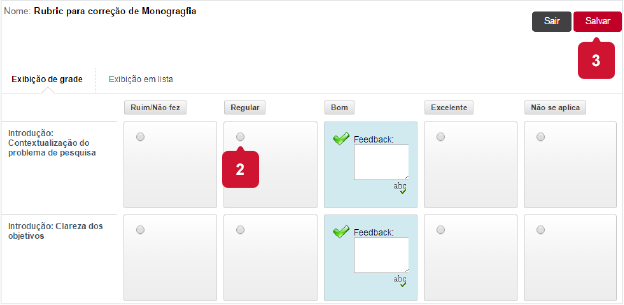 Nome: Rubric para correção de Monogragfia
Sair
Salvar
3
Exibição de grade
Exibição em lista
Ruim/Não fez
Regular
Bom
Excelente
Não se aplica
Introdução:
Contextualização do
problema de pesquisa
2
Feedback:
abc
Introdução: Clareza dos
objetivos
Feedback:
abc